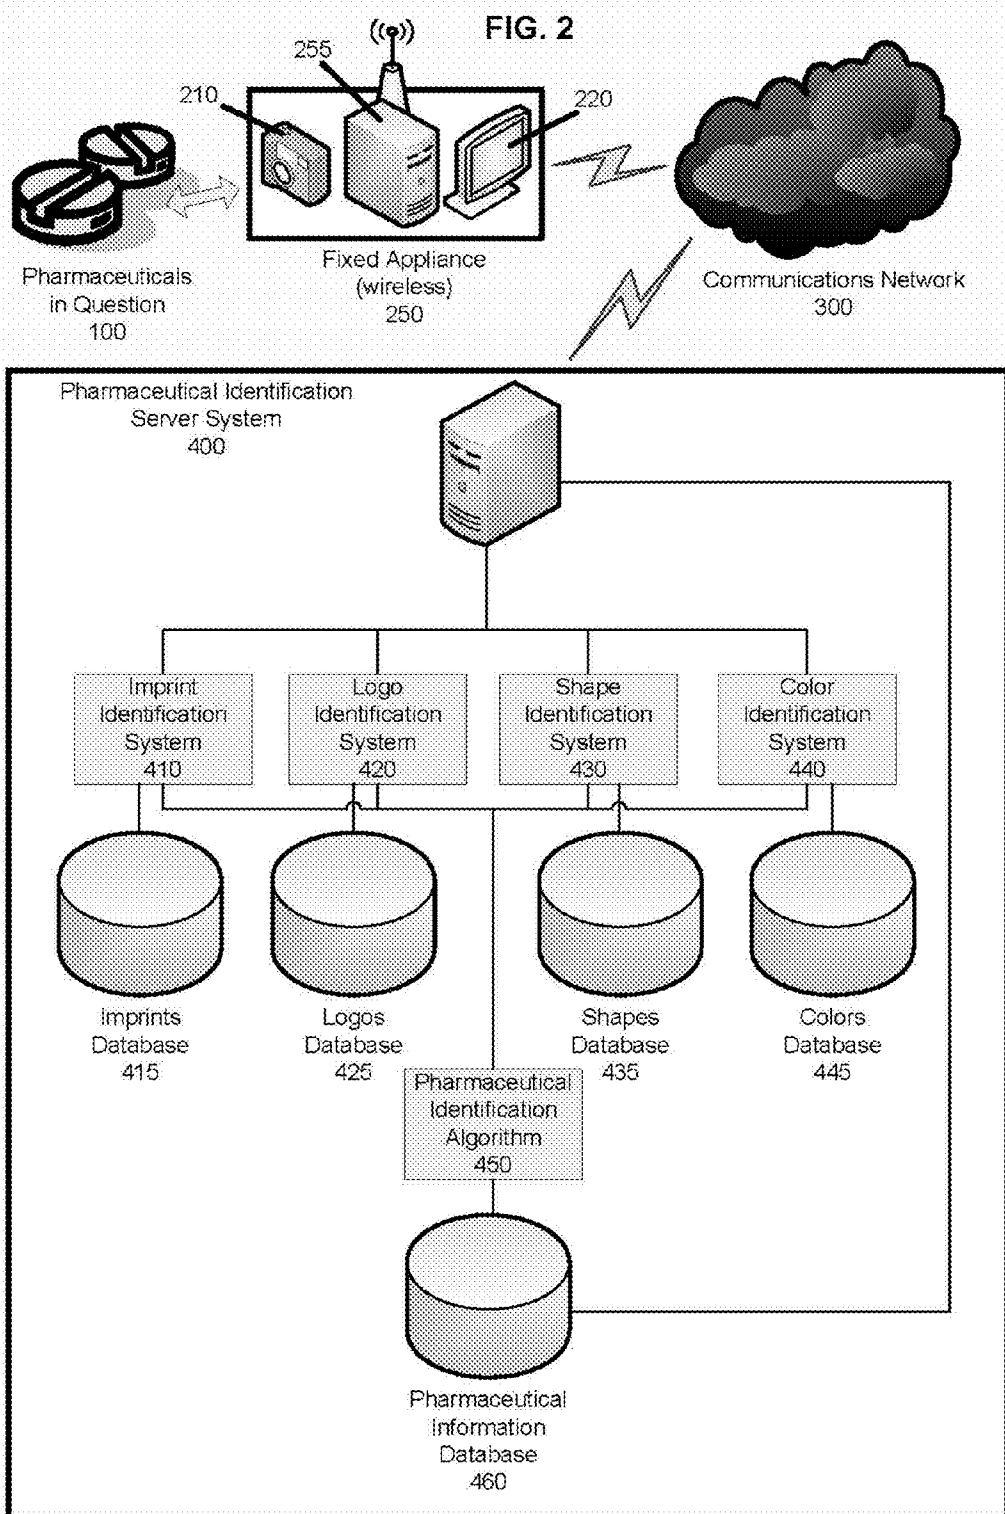 FIG. 2
255
210
220
Pharmaceuticals
in Question
100
Fixed Appliance
(wireless)
250
Communications Network
300
Pharmaceutical Identification
Server System
400
Imprint
Identification
System
410
Logo
Identification
System
420
Shape
Identification
System
430
Color
Identification
System
440
Imprints
Database
415
Logos
Database
425
Shapes
Database
435
Colors
Database
445
Pharmaceutical
Identification
Algorithm
450
Pharmaceutical
Information
Database
460